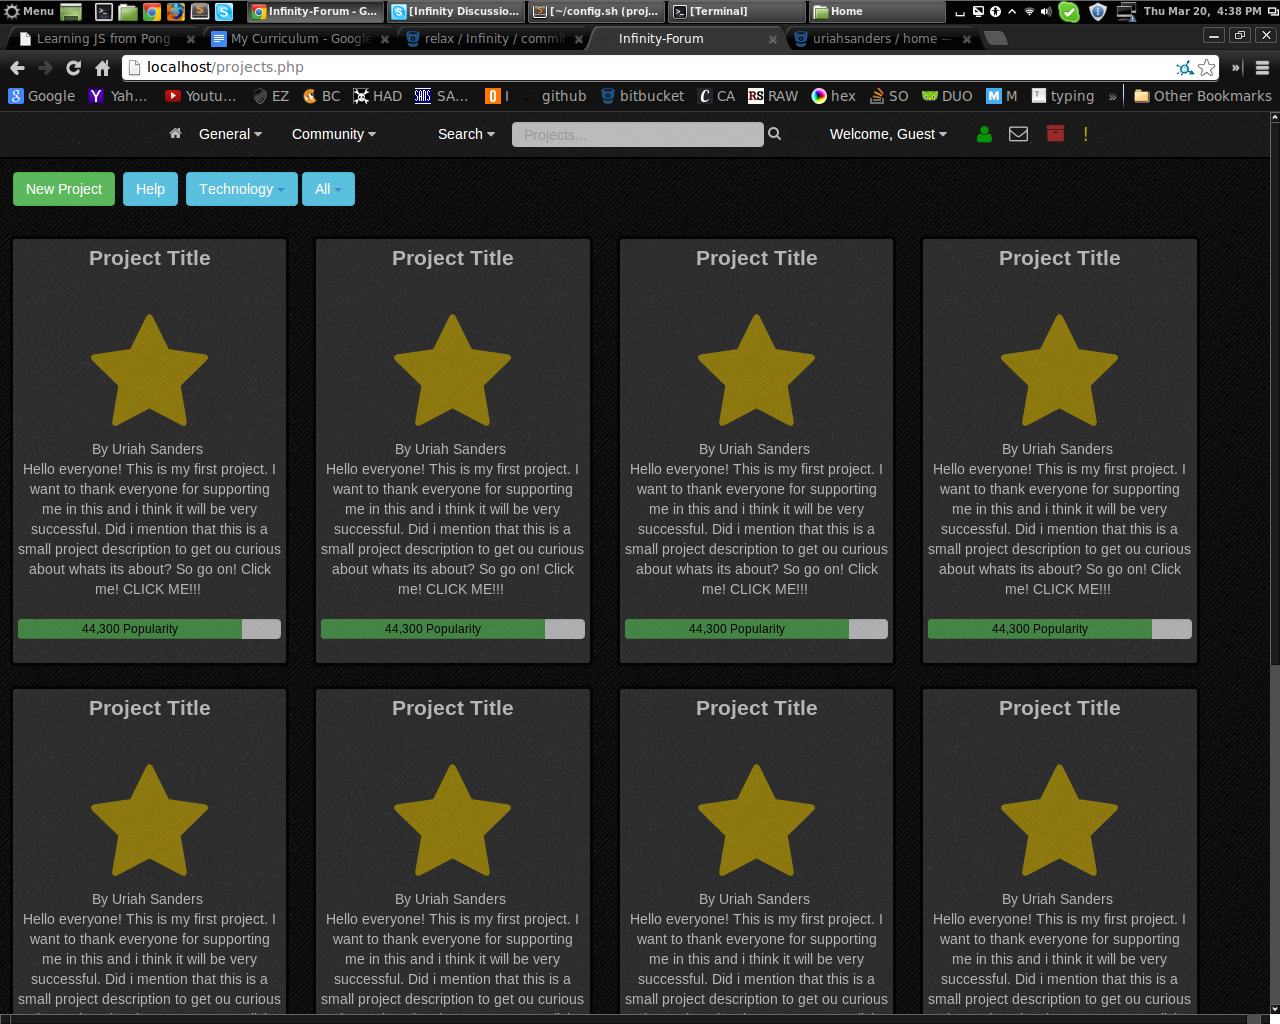 Menu Infinity-Forum - G... [Infinity Discussio... [~/config.sh (proj... [Terminal] Home Thu Mar 20, 4:38 PM
Learning JS from Pong - My Curriculum - Google relax / Infinity / commit Infinity-Forum uriahsanders / home —
localhost/projects.php
Google Yah... Youtu... EZ BC HAD SA... I github bitbucket CA RAW hex SO DUO M typing » Other Bookmarks
General Community Search Projects... Welcome, Guest !
New Project Help Technology All
Project Title Project Title Project Title Project Title
By Uriah Sanders By Uriah Sanders By Uriah Sanders By Uriah Sanders
Hello everyone! This is my first project. I Hello everyone! This is my first project. I Hello everyone! This is my first project. I Hello everyone! This is my first project. I
want to thank everyone for supporting want to thank everyone for supporting want to thank everyone for supporting want to thank everyone for supporting
me in this and i think it will be very me in this and i think it will be very me in this and i think it will be very me in this and i think it will be very
successful. Did i mention that this is a successful. Did i mention that this is a successful. Did i mention that this is a successful. Did i mention that this is a
small project description to get ou curious small project description to get ou curious small project description to get ou curious small project description to get ou curious
about whats its about? So go on! Click about whats its about? So go on! Click about whats its about? So go on! Click about whats its about? So go on! Click
me! CLICK ME!!! me! CLICK ME!!! me! CLICK ME!!! me! CLICK ME!!!
44,300 Popularity 44,300 Popularity 44,300 Popularity 44,300 Popularity
Project Title Project Title Project Title Project Title
By Uriah Sanders By Uriah Sanders By Uriah Sanders By Uriah Sanders
Hello everyone! This is my first project. I Hello everyone! This is my first project. I Hello everyone! This is my first project. I Hello everyone! This is my first project. I
want to thank everyone for supporting want to thank everyone for supporting want to thank everyone for supporting want to thank everyone for supporting
me in this and i think it will be very me in this and i think it will be very me in this and i think it will be very me in this and i think it will be very
successful. Did i mention that this is a successful. Did i mention that this is a successful. Did i mention that this is a successful. Did i mention that this is a
small project description to get ou curious small project description to get ou curious small project description to get ou curious small project description to get ou curious